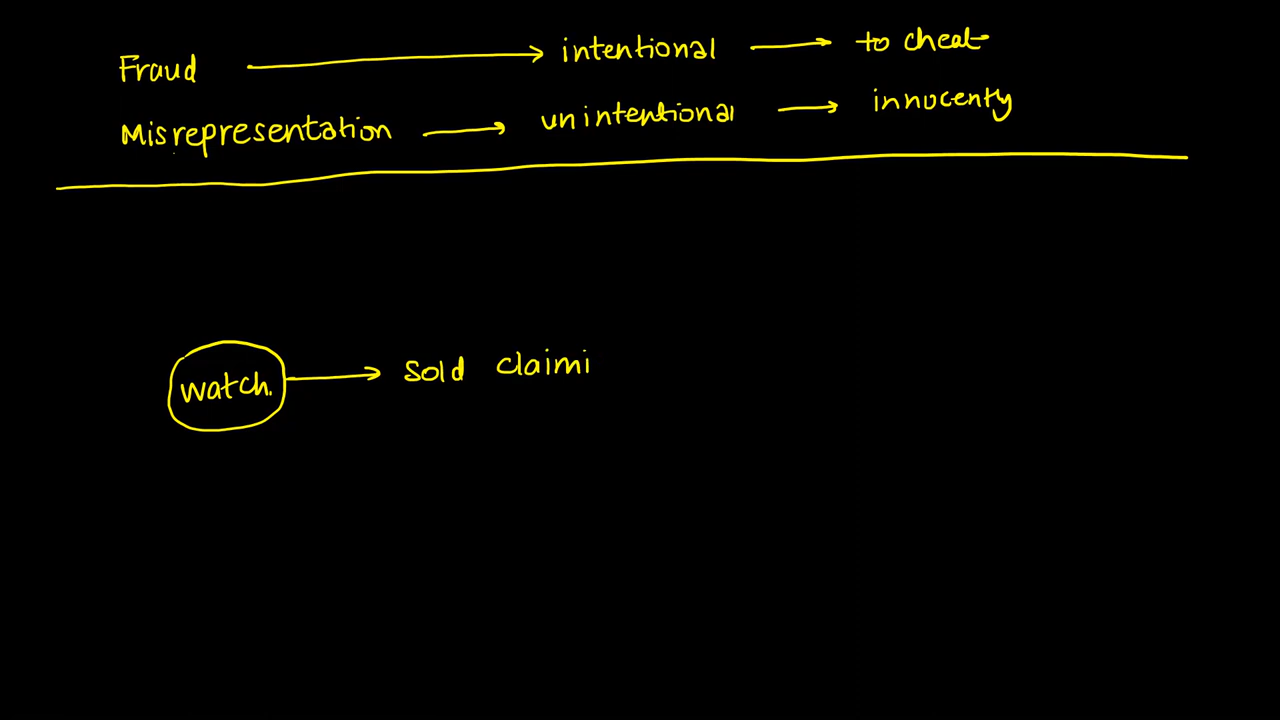 Fraud → intentional → to cheat
Misrepresentation → unintentional → innocenty
watch. → sold claimi